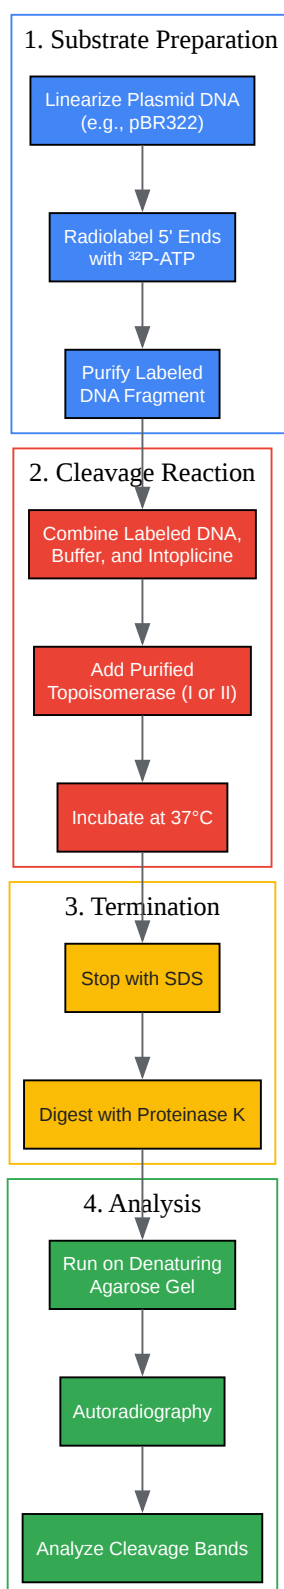 1. Substrate Preparation
Linearize Plasmid DNA
(e.g., pBR322)
Radiolabel 5' Ends
with ³²P-ATP
Purify Labeled
DNA Fragment
2. Cleavage Reaction
Combine Labeled DNA,
Buffer, and Intoplicine
Add Purified
Topoisomerase (I or II)
Incubate at 37°C
3. Termination
Stop with SDS
Digest with Proteinase K
4. Analysis
Run on Denaturing
Agarose Gel
Autoradiography
Analyze Cleavage Bands